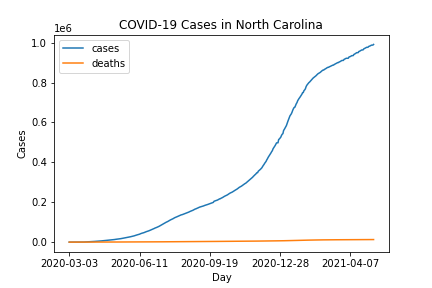 COVID-19 Cases in North Carolina
1e6
cases
deaths
1.0
0.8
0.6
0.4
0.2
0.0
Cases
2020-03-03 2020-06-11 2020-09-19 2020-12-28 2021-04-07
Day